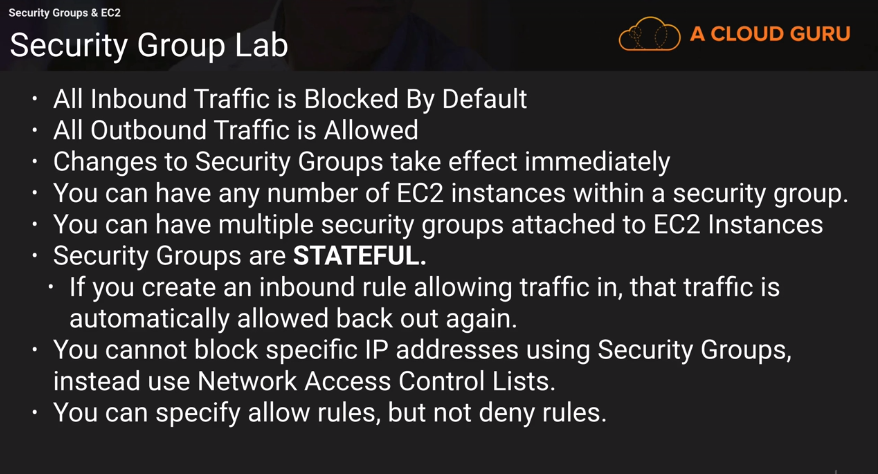 Security Groups & EC2
Security Group Lab
A CLOUD GURU
• All Inbound Traffic is Blocked By Default
• All Outbound Traffic is Allowed
• Changes to Security Groups take effect immediately
• You can have any number of EC2 instances within a security group.
• You can have multiple security groups attached to EC2 Instances
• Security Groups are STATEFUL.
• If you create an inbound rule allowing traffic in, that traffic is
automatically allowed back out again.
• You cannot block specific IP addresses using Security Groups,
instead use Network Access Control Lists.
• You can specify allow rules, but not deny rules.